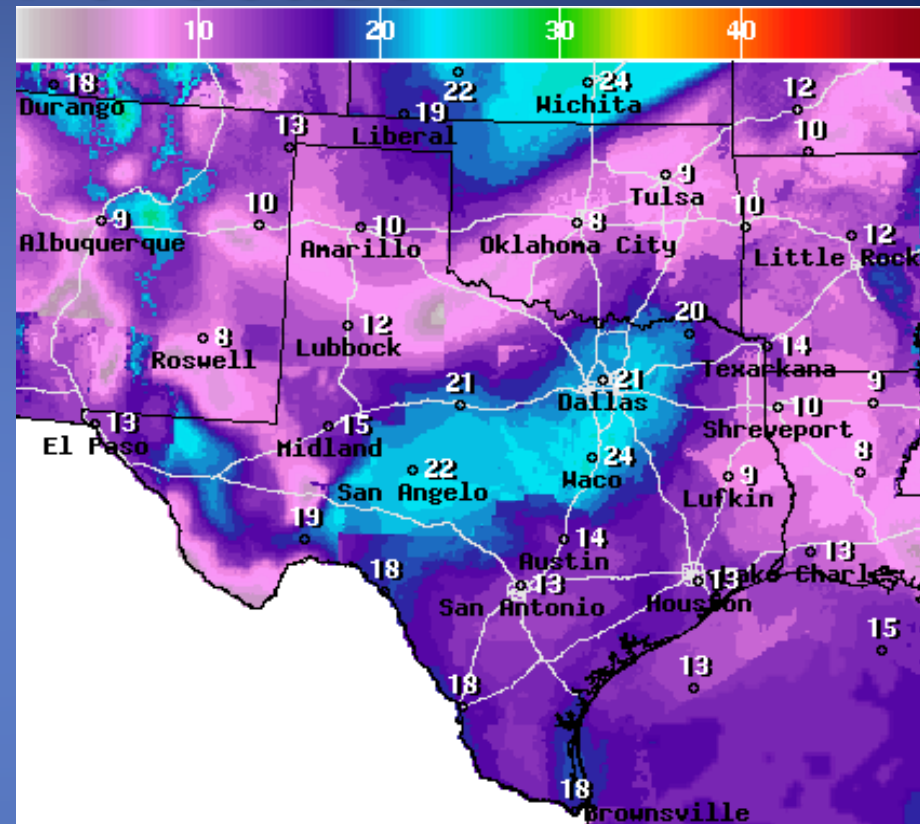 10 20 30 40
18 22 24
Durango Wichita
19 12
Liberal
13 10
9
Tulsa
9 10 10 8 10 12
Albuquerque Amarillo Oklahoma City Little Rock
8 12 20 14
Roswell Lubbock Texarkana
21 21 9
Dallas
13 15 10
El Paso Midland Shreveport
22 24 9 8
San Angelo Waco Lufkin
19 14 13
Austin
18 13 13 Lake Charles
San Antonio Houston
15
13
18
18
Brownsville